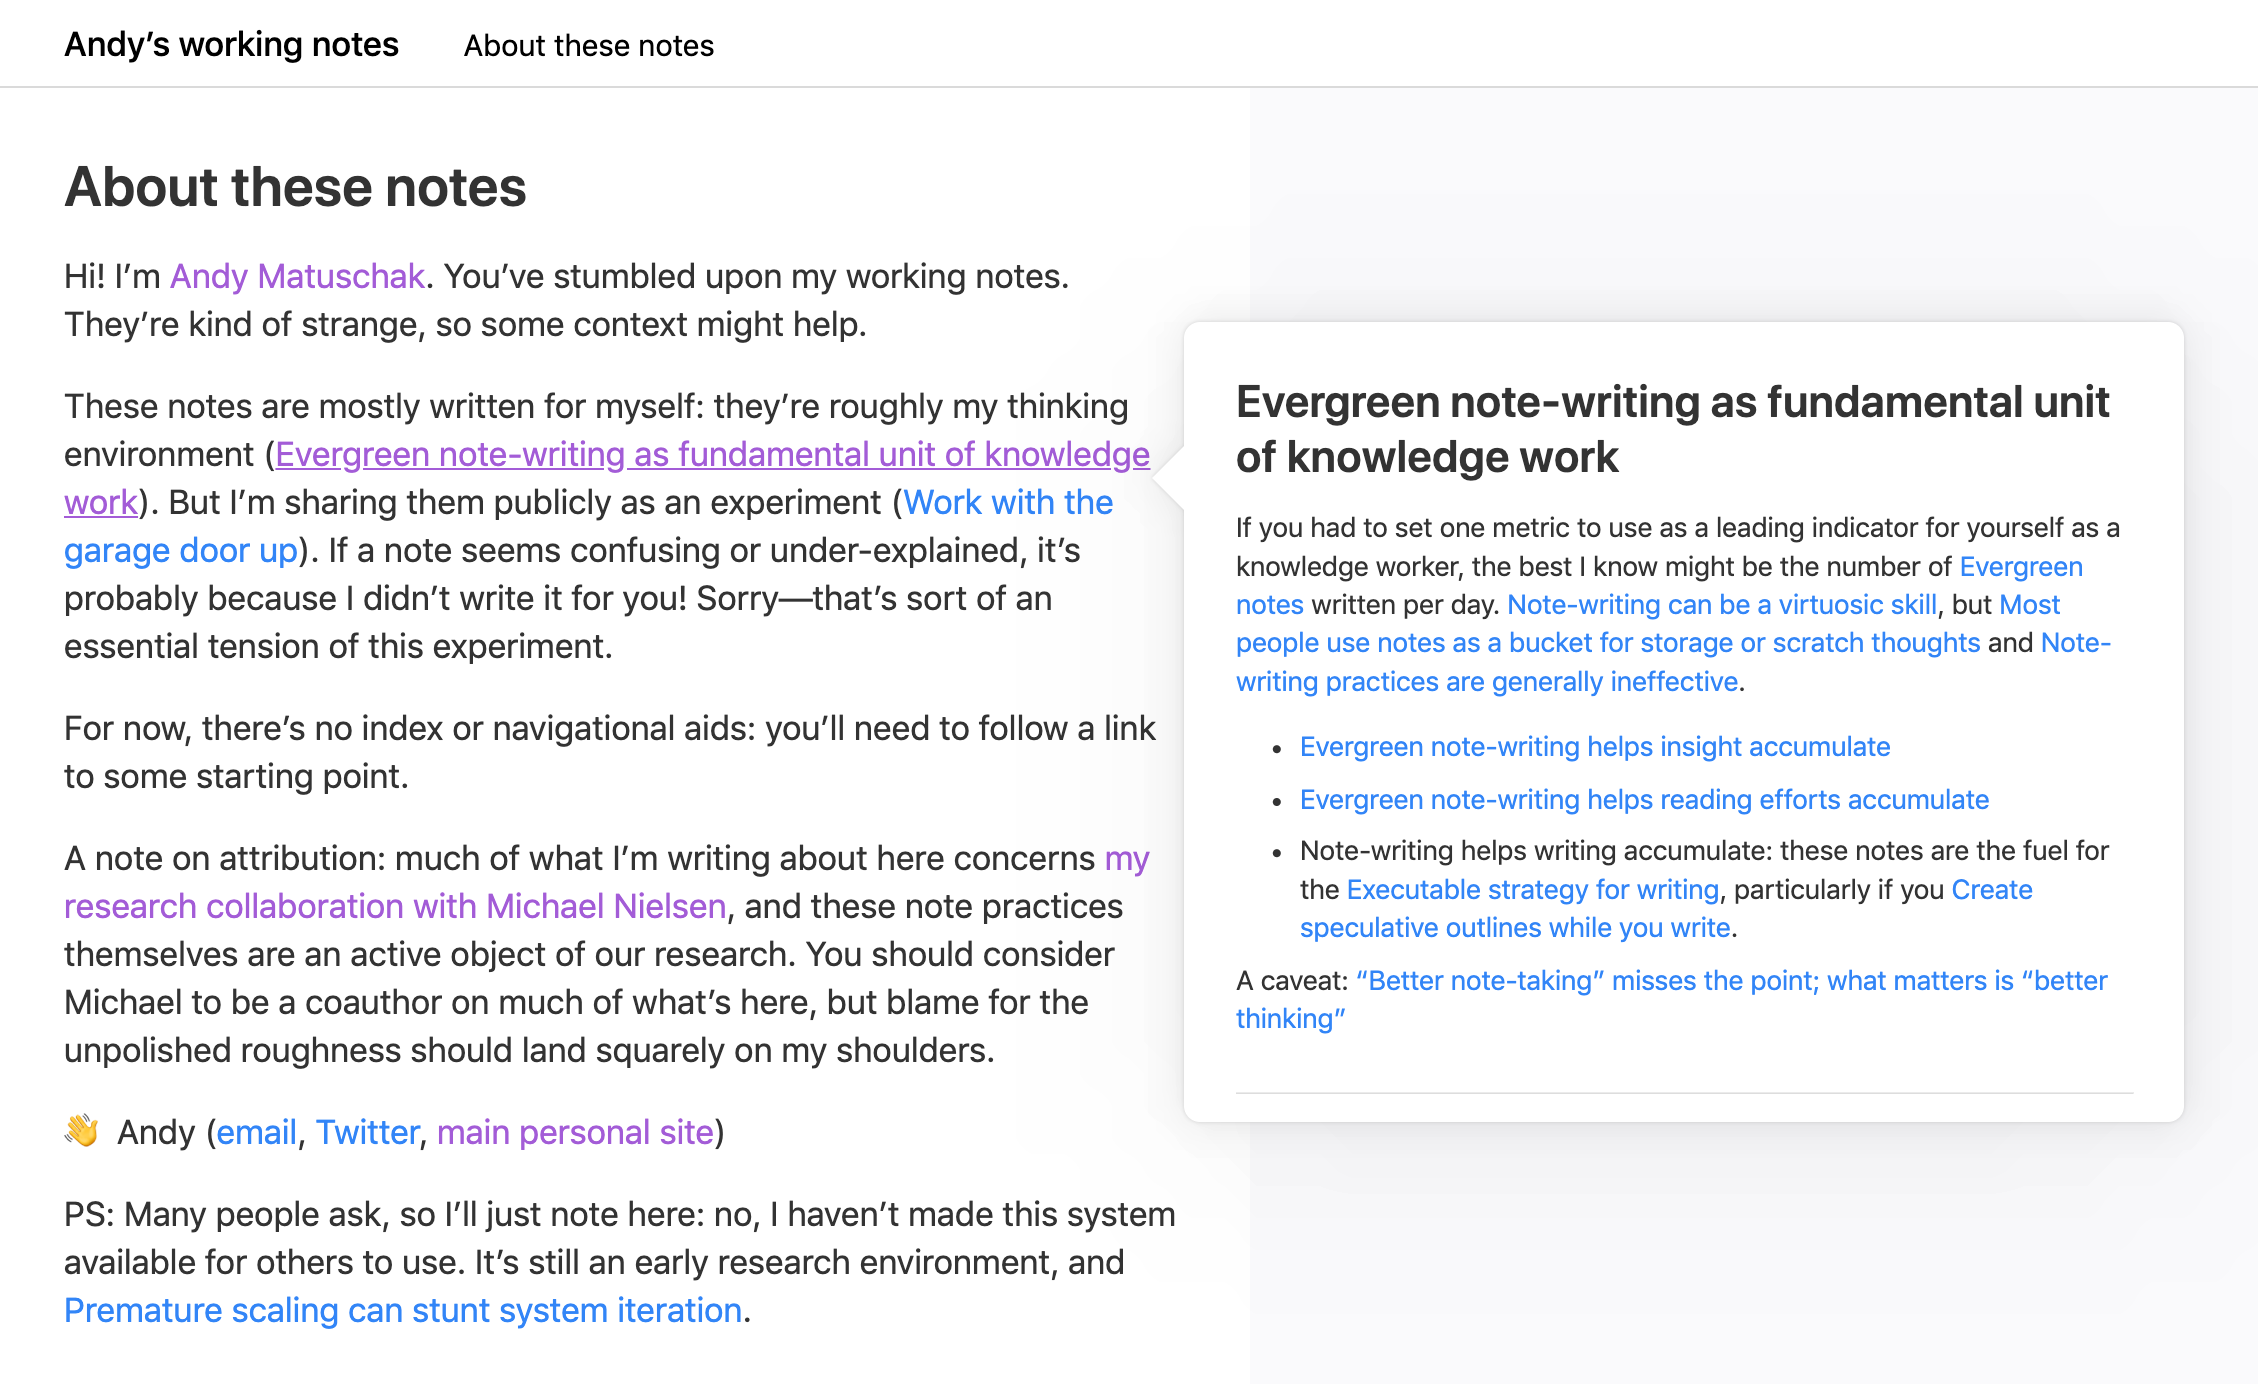 Andy’s working notes
About these notes
About these notes
Hi! I’m Andy Matuschak. You’ve stumbled upon my working notes.
They’re kind of strange, so some context might help.
These notes are mostly written for myself: they’re roughly my thinking
environment (Evergreen note-writing as fundamental unit of knowledge
work). But I’m sharing them publicly as an experiment (Work with the
garage door up). If a note seems confusing or under-explained, it’s
probably because I didn’t write it for you! Sorry—that’s sort of an
essential tension of this experiment.
For now, there’s no index or navigational aids: you’ll need to follow a link
to some starting point.
A note on attribution: much of what I’m writing about here concerns my
research collaboration with Michael Nielsen, and these note practices
themselves are an active object of our research. You should consider
Michael to be a coauthor on much of what’s here, but blame for the
unpolished roughness should land squarely on my shoulders.
👋 Andy (email, Twitter, main personal site)
PS: Many people ask, so I’ll just note here: no, I haven’t made this system
available for others to use. It’s still an early research environment, and
Premature scaling can stunt system iteration.
Evergreen note-writing as fundamental unit
of knowledge work
If you had to set one metric to use as a leading indicator for yourself as a
knowledge worker, the best I know might be the number of Evergreen
notes written per day. Note-writing can be a virtuosic skill, but Most
people use notes as a bucket for storage or scratch thoughts and Note-
writing practices are generally ineffective.
• Evergreen note-writing helps insight accumulate
• Evergreen note-writing helps reading efforts accumulate
• Note-writing helps writing accumulate: these notes are the fuel for
the Executable strategy for writing, particularly if you Create
speculative outlines while you write.
A caveat: “Better note-taking” misses the point; what matters is “better
thinking”